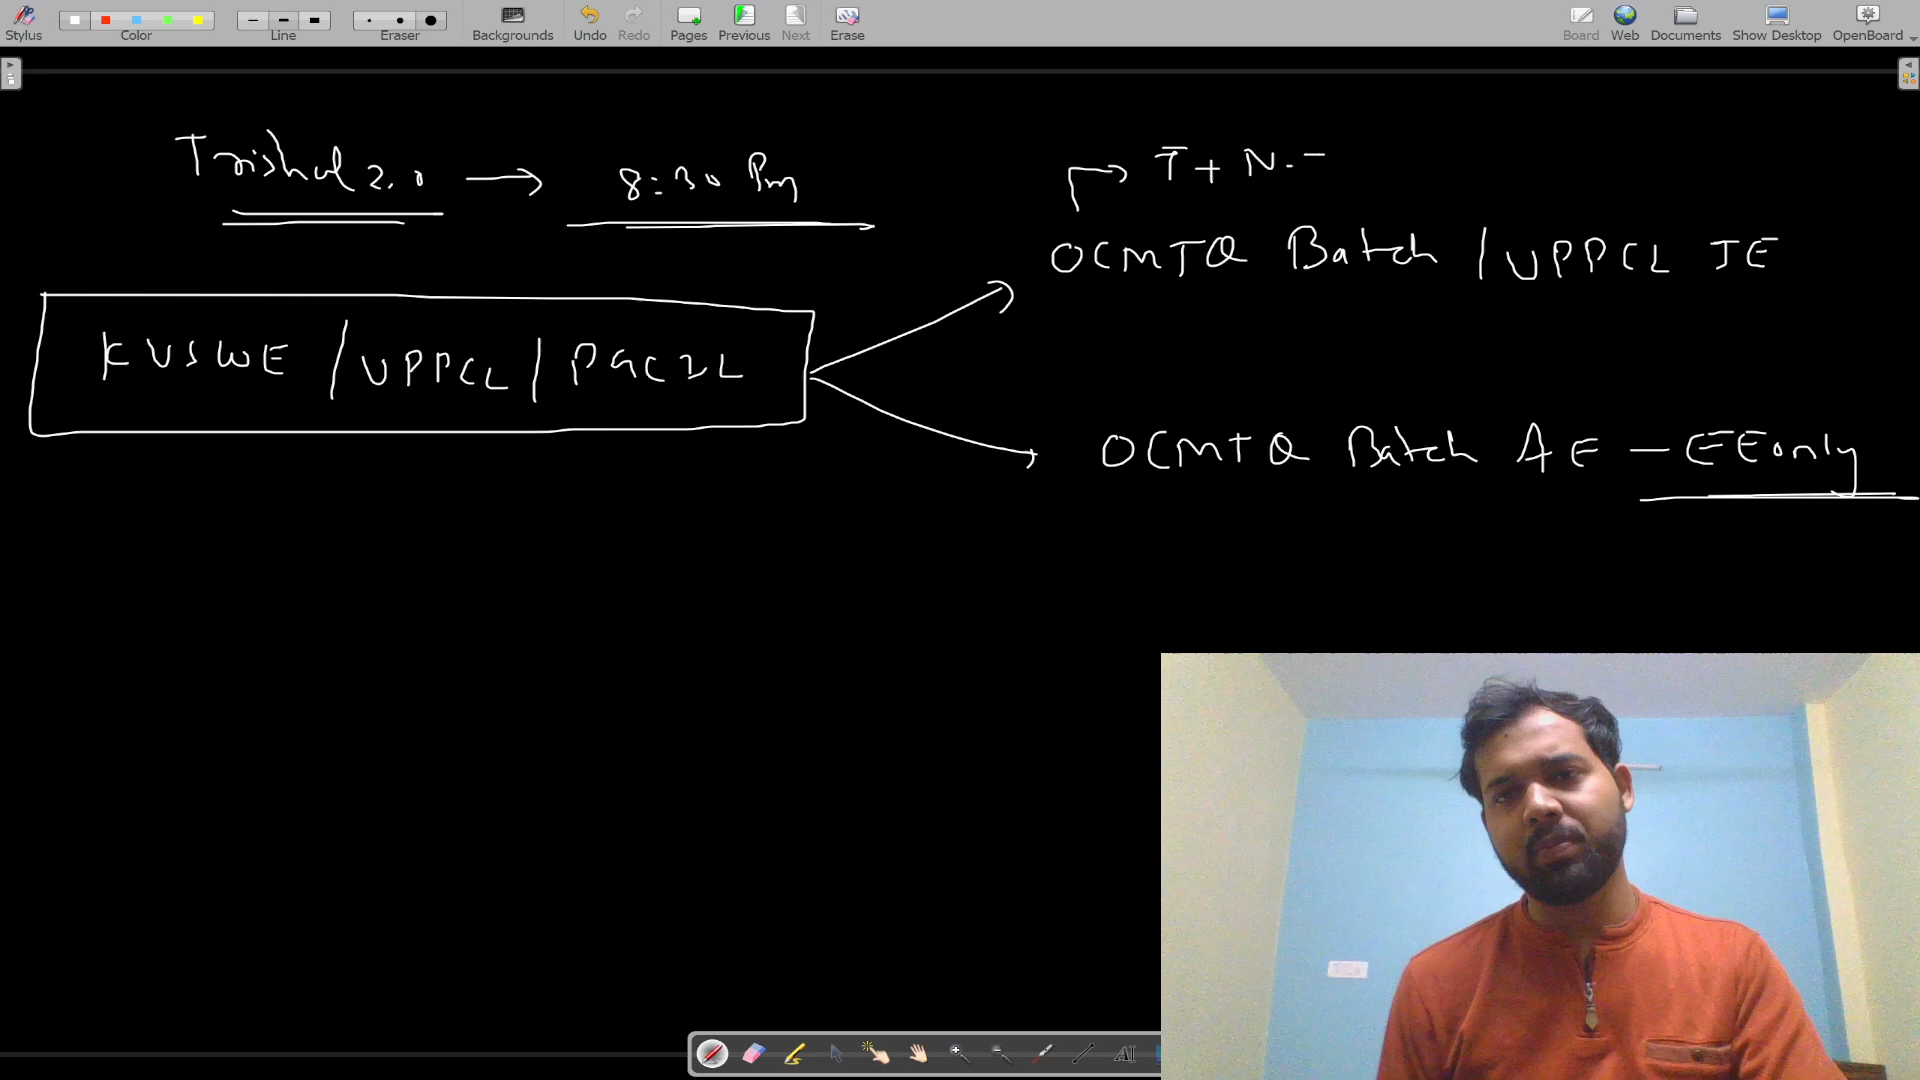 Stylus Color Line Eraser Backgrounds Undo Redo Pages Previous Next Erase Board Web Documents Show Desktop OpenBoard
Trishul 2.0 → 8:30 Pm
T + N.T
OCMTQ Batch / UPPCL JE
KVSWE / UPPCL / PGCIL
OCMTQ Batch AE — EE only